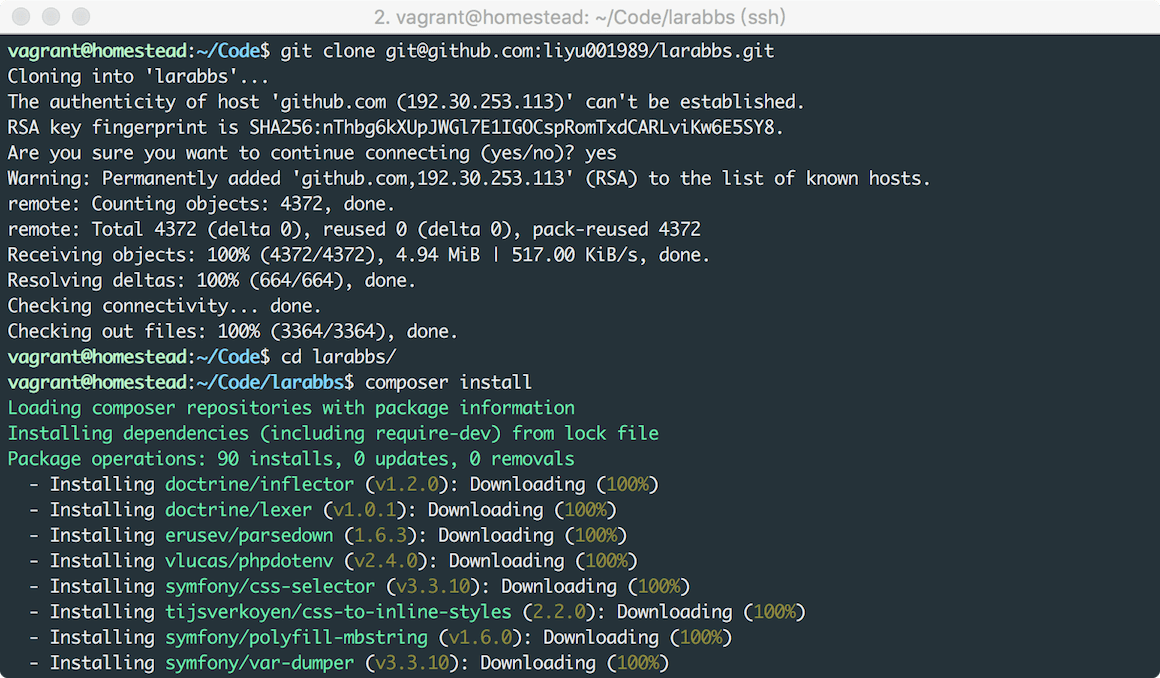 2. vagrant@homestead: ~/Code/larabbs (ssh)
vagrant@homestead:~/Code$ git clone git@github.com:liyu001989/larabbs.git
Cloning into 'larabbs'...
The authenticity of host 'github.com (192.30.253.113)' can't be established.
RSA key fingerprint is SHA256:nThbg6kXUpJWGl7E1IGOCspRomTxdCARLviKw6E5SY8.
Are you sure you want to continue connecting (yes/no)? yes
Warning: Permanently added 'github.com,192.30.253.113' (RSA) to the list of known hosts.
remote: Counting objects: 4372, done.
remote: Total 4372 (delta 0), reused 0 (delta 0), pack-reused 4372
Receiving objects: 100% (4372/4372), 4.94 MiB | 517.00 KiB/s, done.
Resolving deltas: 100% (664/664), done.
Checking connectivity... done.
Checking out files: 100% (3364/3364), done.
vagrant@homestead:~/Code$ cd larabbs/
vagrant@homestead:~/Code/larabbs$ composer install
Loading composer repositories with package information
Installing dependencies (including require-dev) from lock file
Package operations: 90 installs, 0 updates, 0 removals
  - Installing doctrine/inflector (v1.2.0): Downloading (100%)
  - Installing doctrine/lexer (v1.0.1): Downloading (100%)
  - Installing erusev/parsedown (1.6.3): Downloading (100%)
  - Installing vlucas/phpdotenv (v2.4.0): Downloading (100%)
  - Installing symfony/css-selector (v3.3.10): Downloading (100%)
  - Installing tijsverkoyen/css-to-inline-styles (2.2.0): Downloading (100%)
  - Installing symfony/polyfill-mbstring (v1.6.0): Downloading (100%)
  - Installing symfony/var-dumper (v3.3.10): Downloading (100%)